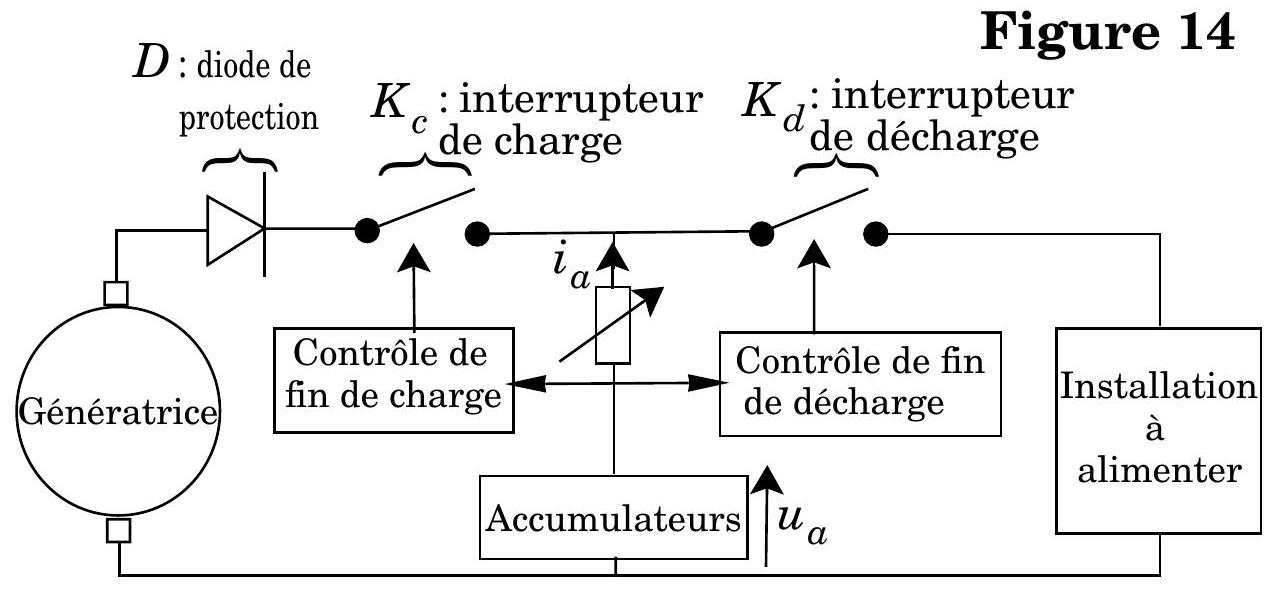 Figure 14
D : diode de
protection
K_c : interrupteur
de charge
K_d : interrupteur
de décharge
i_a
Contrôle de
fin de charge
Contrôle de fin
de décharge
Génératrice
Installation
à
alimenter
Accumulateurs
u_a